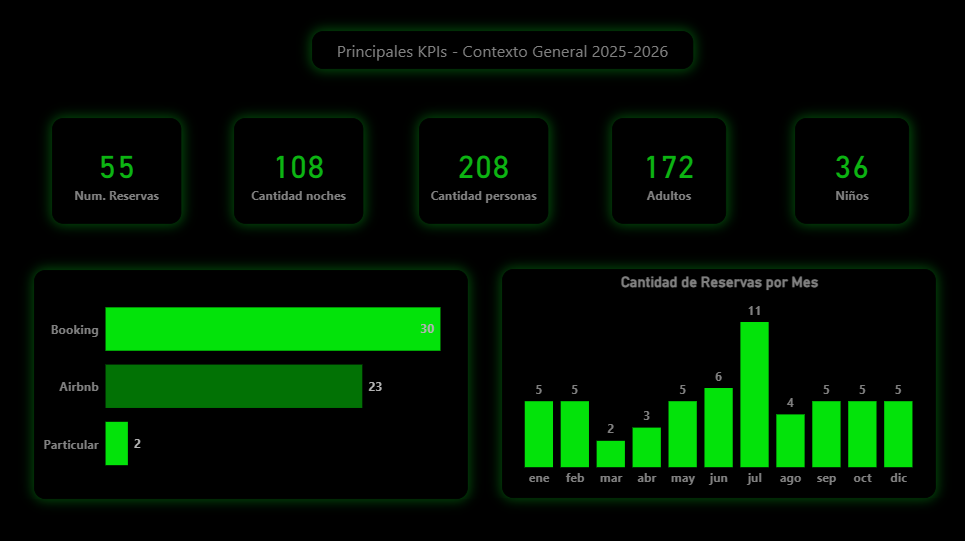 Principales KPIs - Contexto General 2025-2026
55
Num. Reservas
108
Cantidad noches
208
Cantidad personas
172
Adultos
36
Niños
Booking 30
Airbnb 23
Particular 2
Cantidad de Reservas por Mes
5 5 2 3 5 6 11 4 5 5 5
ene feb mar abr may jun jul ago sep oct dic